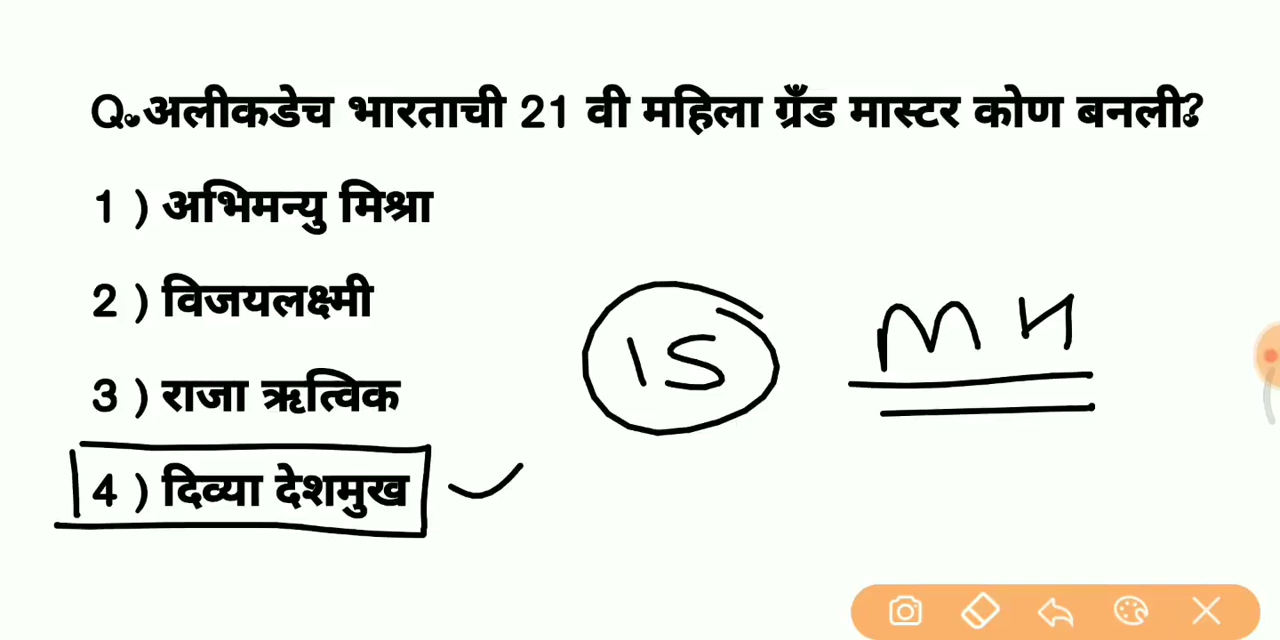 Q. अलीकडेच भारताची 21 वी महिला ग्रँड मास्टर कोण बनली?
1 ) अभिमन्यु मिश्रा
2 ) विजयलक्ष्मी
3 ) राजा ऋत्विक
15 MH
4 ) दिव्या देशमुख